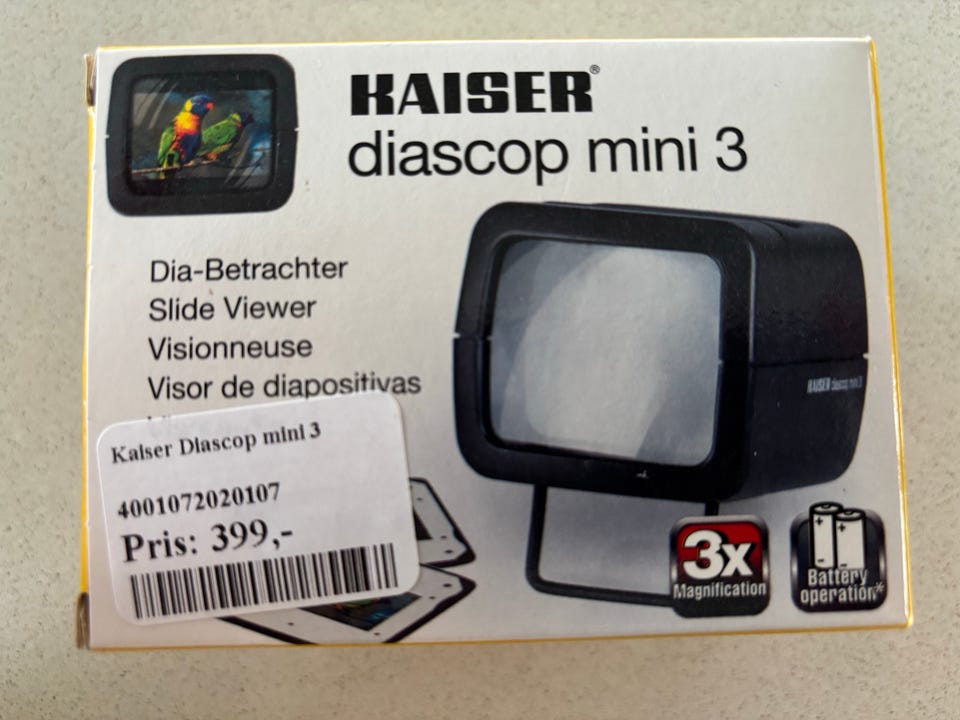 KAISER®
diascop mini 3
Dia-Betrachter
Slide Viewer
Visionneuse
Visor de diapositivas
Kaiser Diascop mini 3
4001072020107
Pris: 399,-
KAISER diascop mini 3
3x
Magnification
Battery
operation*